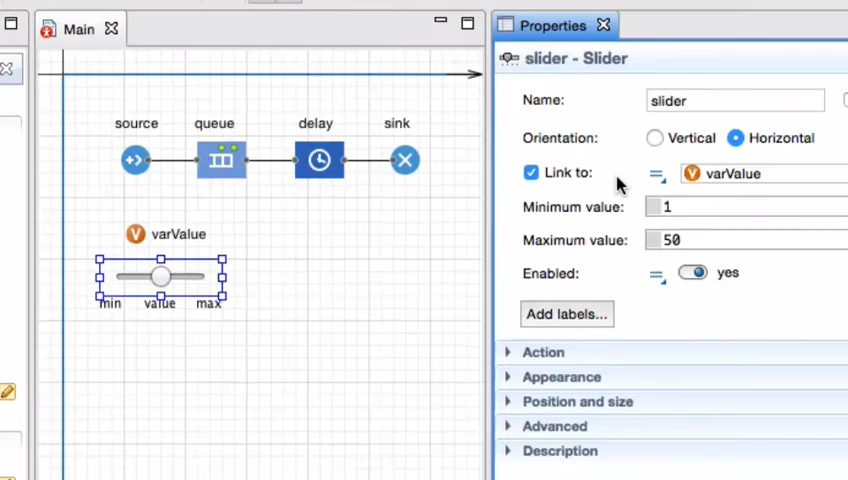 Main
source queue delay sink
V varValue
min value max
Properties
slider - Slider
Name: slider
Orientation: Vertical Horizontal
Link to: V varValue
Minimum value: 1
Maximum value: 50
Enabled: yes
Add labels...
Action
Appearance
Position and size
Advanced
Description